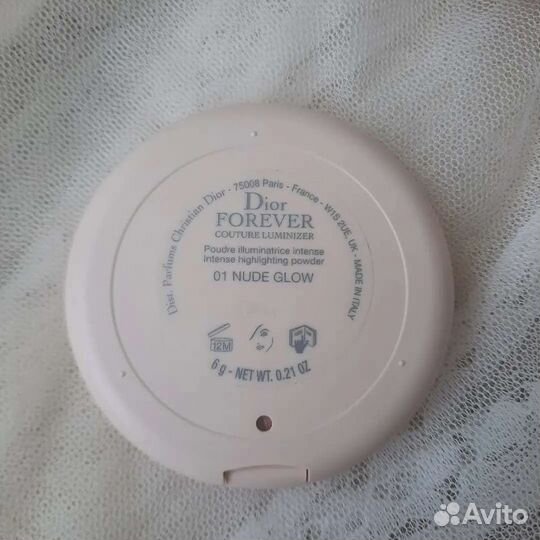 Dist. Parfums Christian Dior - 75008 Paris - France - W1S 2UE, UK - MADE IN ITALY
Dior
FOREVER
COUTURE LUMINIZER
Poudre illuminatrice intense
Intense highlighting powder
01 NUDE GLOW
12M
6 g - NET WT. 0.21 OZ
Avito